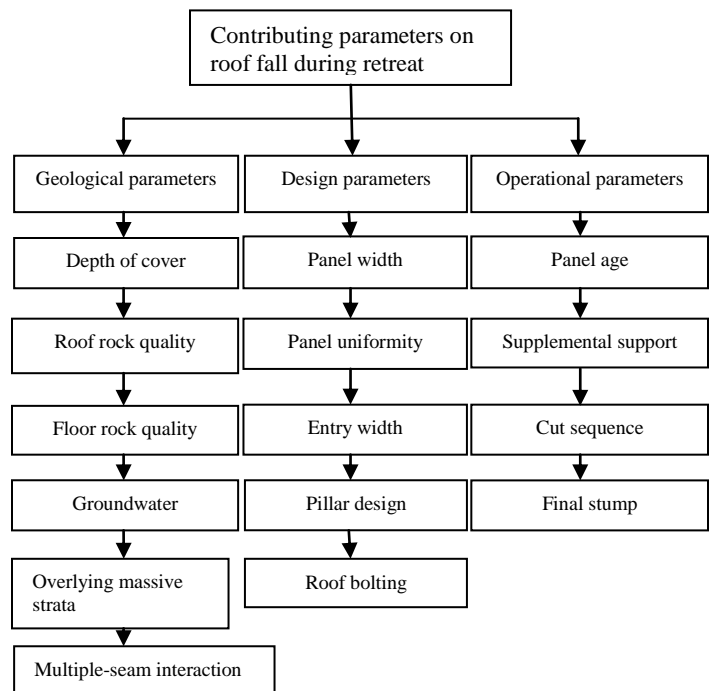 Contributing parameters on
roof fall during retreat
Geological parameters
Design parameters
Operational parameters
Depth of cover
Panel width
Panel age
Roof rock quality
Panel uniformity
Supplemental support
Floor rock quality
Entry width
Cut sequence
Groundwater
Pillar design
Final stump
Overlying massive
strata
Roof bolting
Multiple-seam interaction